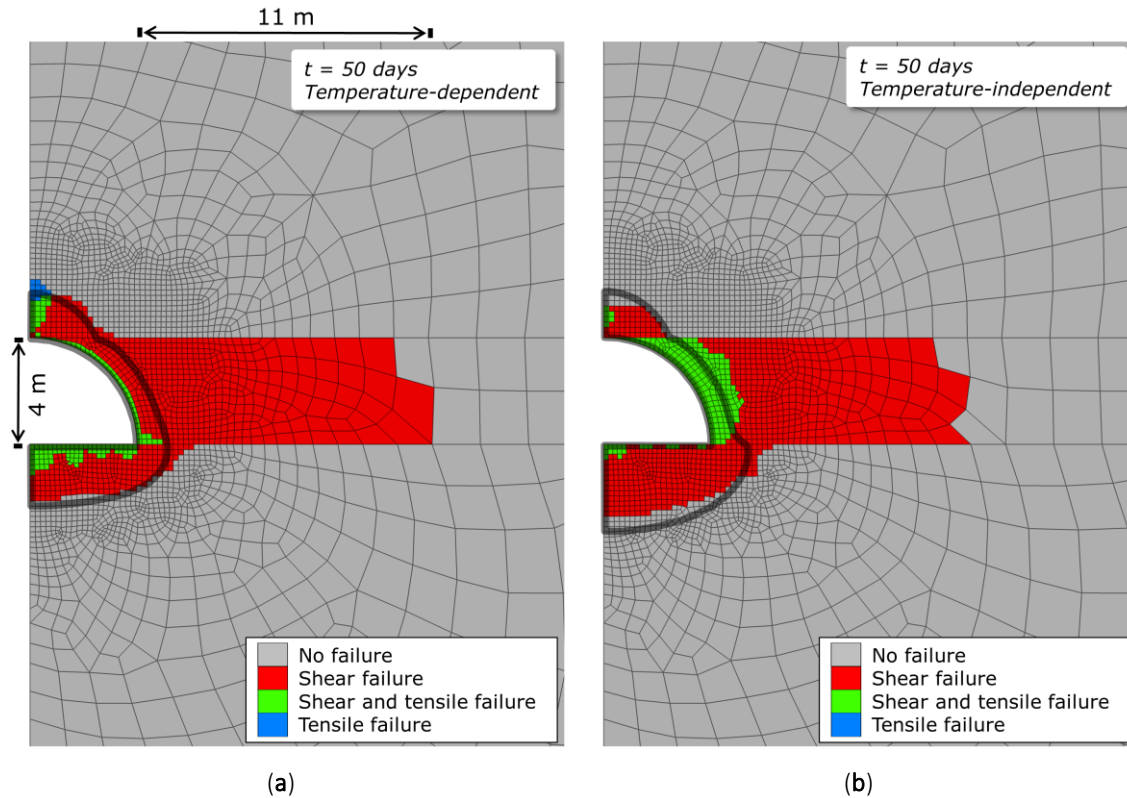 11 m
t = 50 days
Temperature-dependent
t = 50 days
Temperature-independent
4 m
No failure
Shear failure
Shear and tensile failure
Tensile failure
No failure
Shear failure
Shear and tensile failure
Tensile failure
(a)
(b)